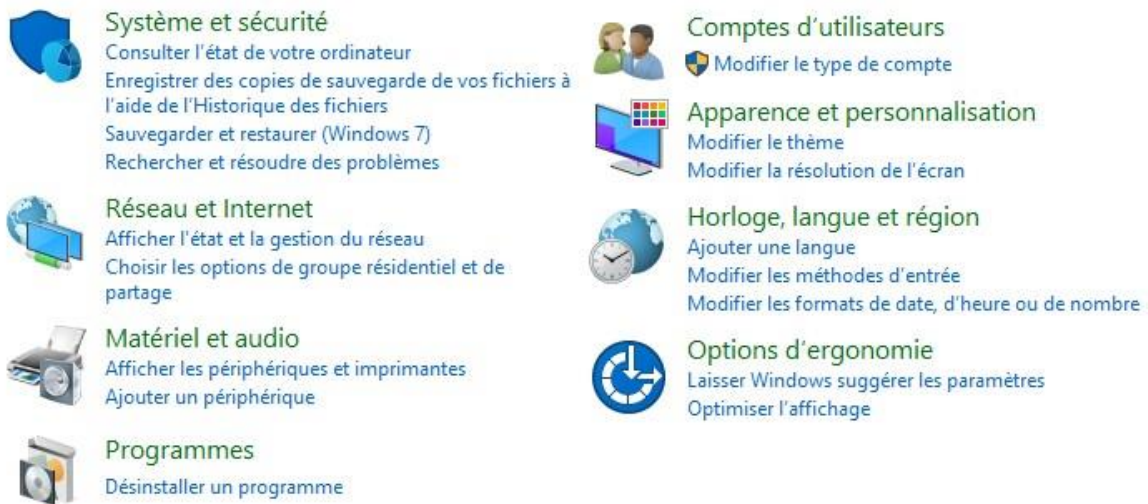 Système et sécurité
Consulter l'état de votre ordinateur
Enregistrer des copies de sauvegarde de vos fichiers à
l'aide de l'Historique des fichiers
Sauvegarder et restaurer (Windows 7)
Rechercher et résoudre des problèmes
Réseau et Internet
Afficher l'état et la gestion du réseau
Choisir les options de groupe résidentiel et de
partage
Matériel et audio
Afficher les périphériques et imprimantes
Ajouter un périphérique
Programmes
Désinstaller un programme
Comptes d'utilisateurs
Modifier le type de compte
Apparence et personnalisation
Modifier le thème
Modifier la résolution de l'écran
Horloge, langue et région
Ajouter une langue
Modifier les méthodes d'entrée
Modifier les formats de date, d'heure ou de nombre
Options d'ergonomie
Laisser Windows suggérer les paramètres
Optimiser l'affichage